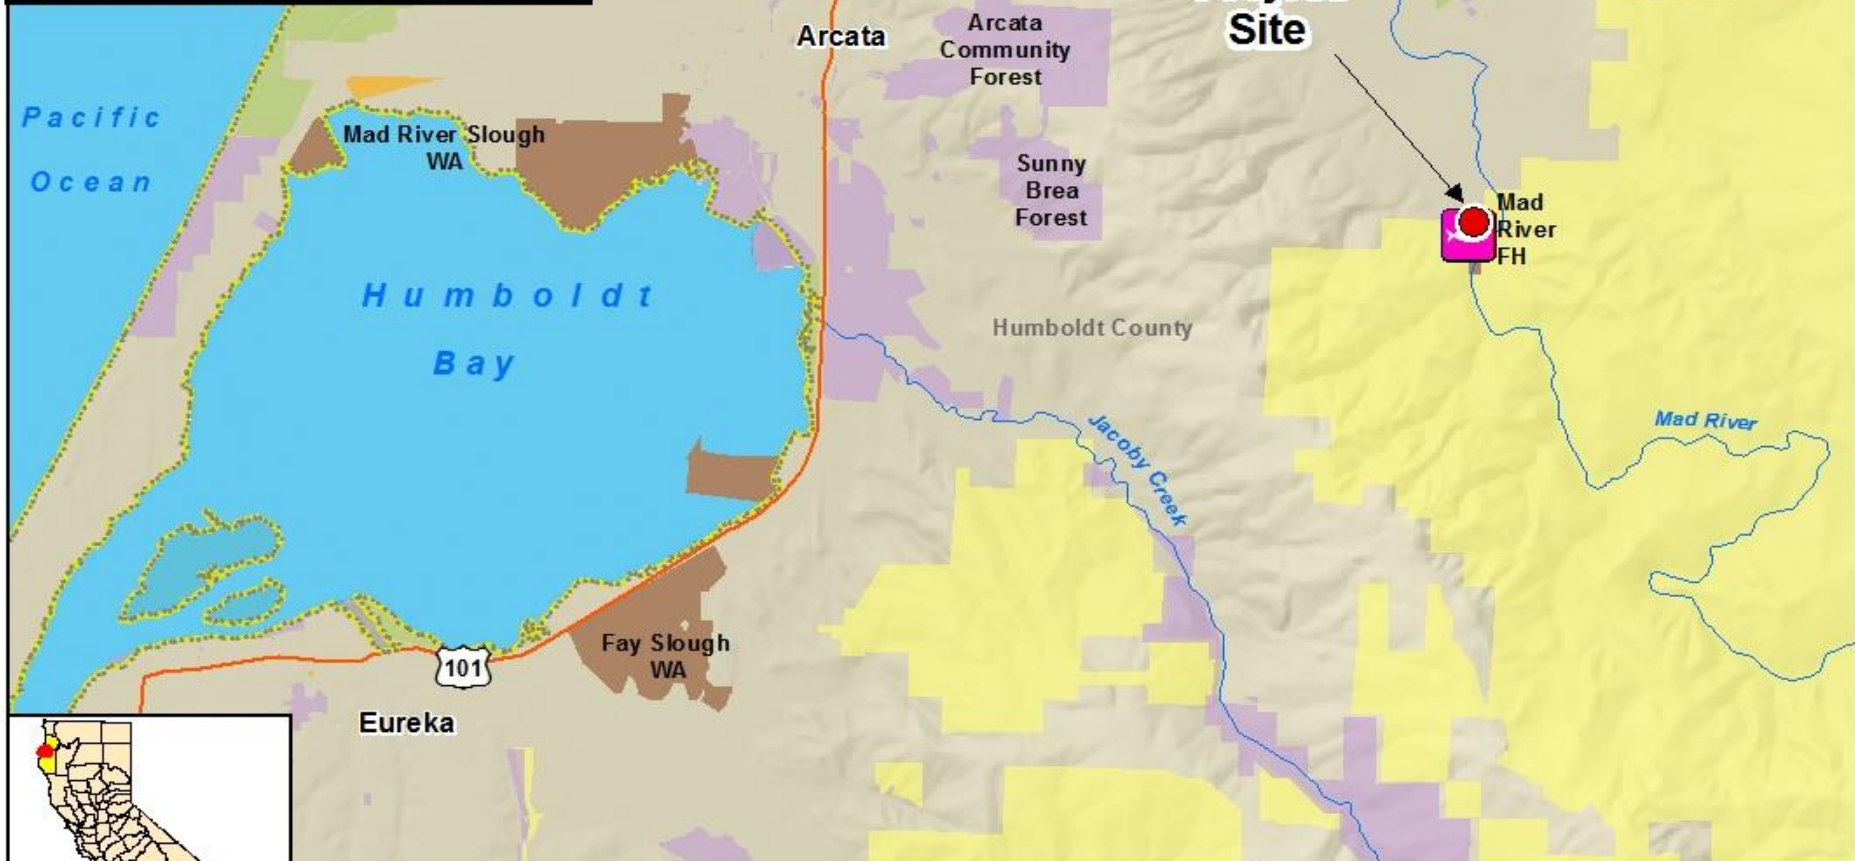 Site
Arcata
Arcata
Community
Forest
Pacific
Ocean
Mad River Slough
WA
Sunny
Brea
Forest
Mad
River
FH
Humboldt
Bay
Humboldt County
Jacoby Creek
Mad River
Fay Slough
WA
101
Eureka